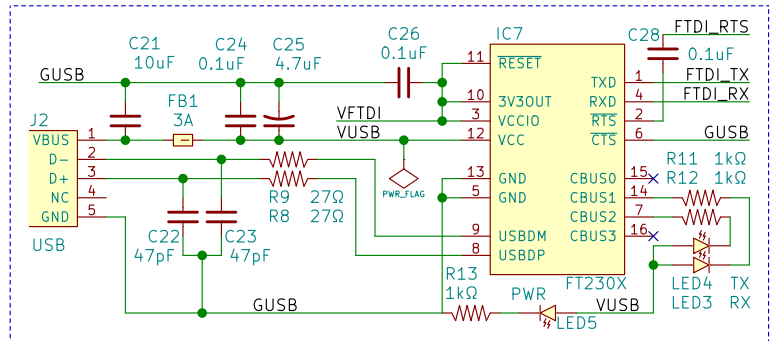 FTDI_RTS
C26
0.1uF
IC7
C28
0.1uF
C21
10uF
C24
0.1uF
C25
4.7uF
GUSB
11
RESET
TXD
1
FTDI_TX
10
3V3OUT
RXD
4
FTDI_RX
VFTDI
3
VCCIO
RTS
2
J2
FB1
3A
VUSB
12
VCC
CTS
6
GUSB
VBUS
1
D-
2
D+
3
NC
4
GND
5
USB
R11 1kΩ
R12 1kΩ
13
GND
CBUS0
15
5
GND
CBUS1
14
CBUS2
7
CBUS3
16
PWR_FLAG
R9 27Ω
R8 27Ω
C22
47pF
C23
47pF
9
USBDM
8
USBDP
FT230X
R13
1kΩ
PWR
LED5
GUSB
VUSB
LED4 TX
LED3 RX